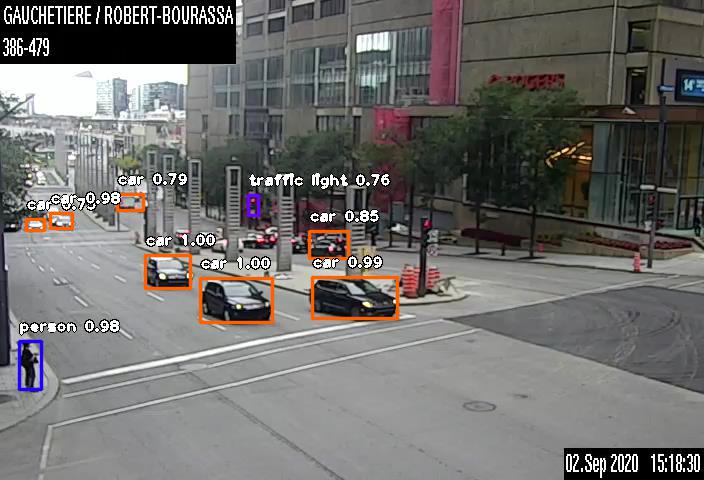 GAUCHETIERE / ROBERT-BOURASSA
386-479
ROGERS
14°
car 0.79
traffic light 0.76
car 0.98
car 0.85
car 1.00
car 1.00
car 0.99
person 0.98
02.Sep 2020 15:18:30